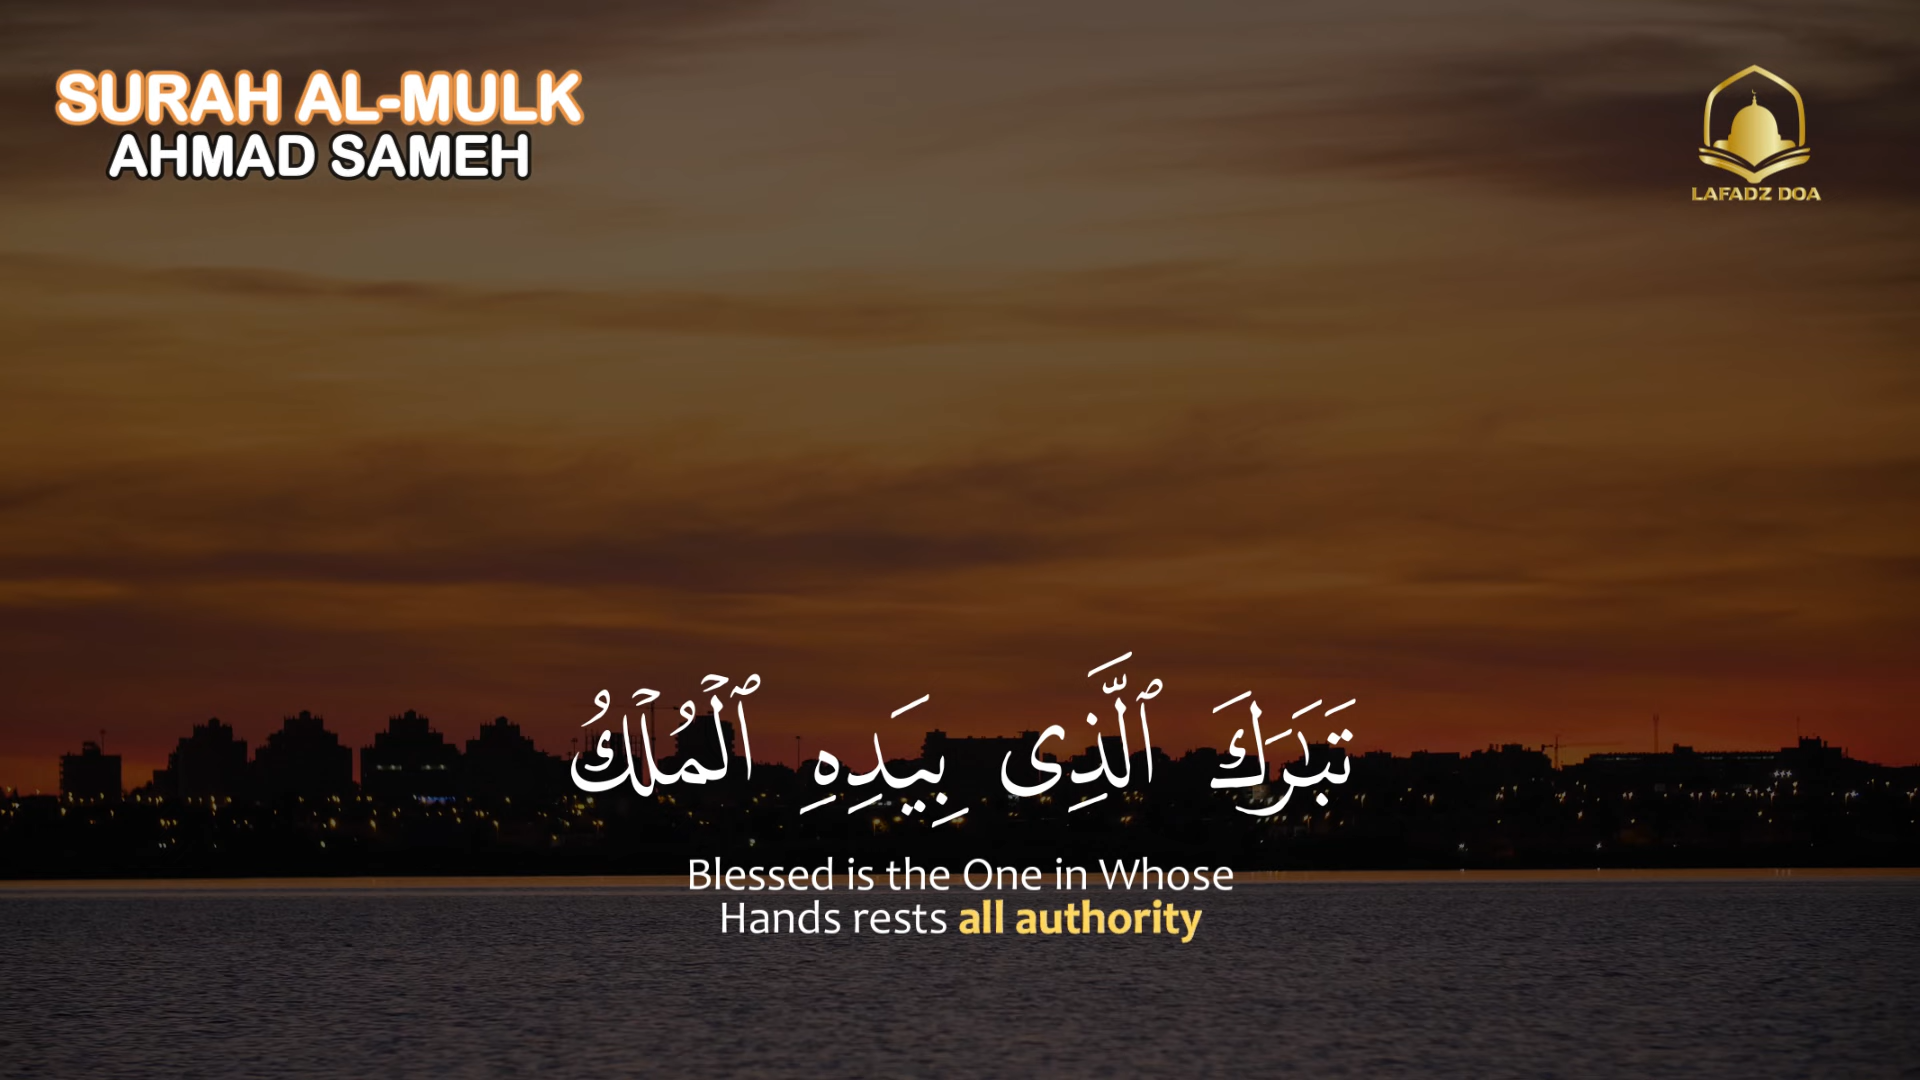 SURAH AL-MULK
AHMAD SAMEH
LAFADZ DOA
تَبَٰرَكَ ٱلَّذِى بِيَدِهِ ٱلْمُلْكُ
Blessed is the One in Whose
Hands rests all authority